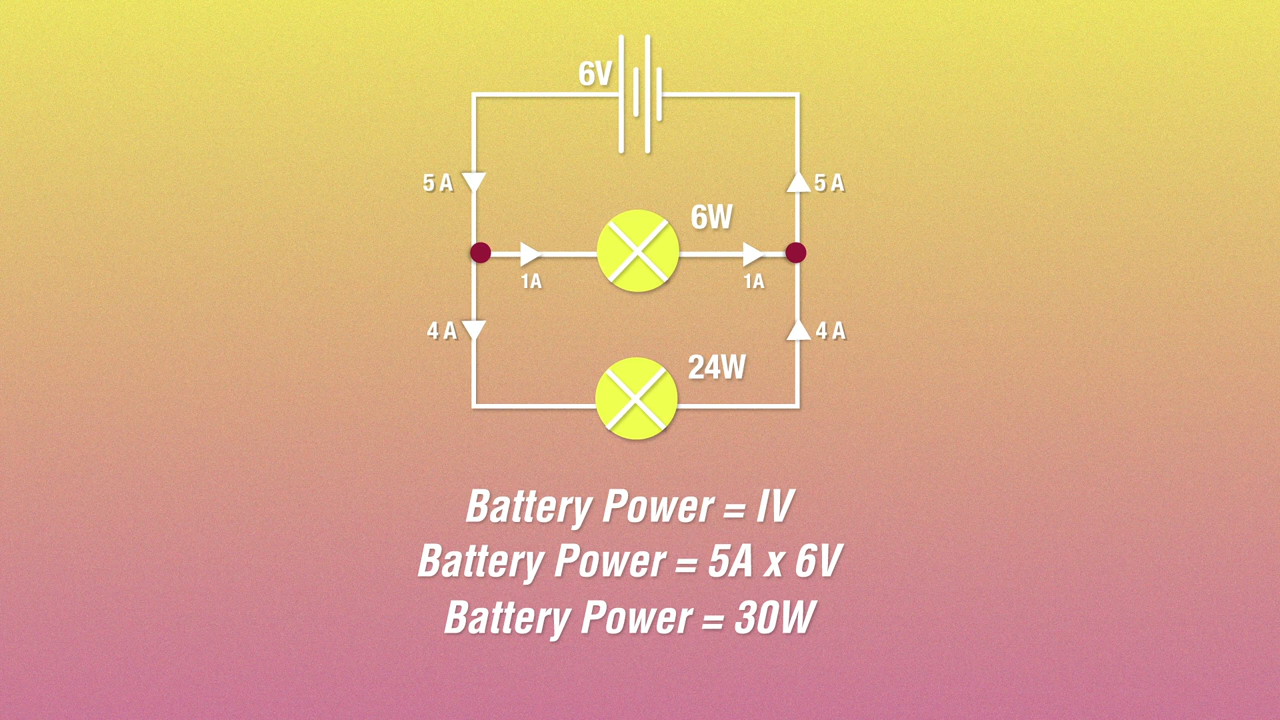 6V
5 A
5 A
6W
1A
1A
4 A
4 A
24W
Battery Power = IV
Battery Power = 5A x 6V
Battery Power = 30W